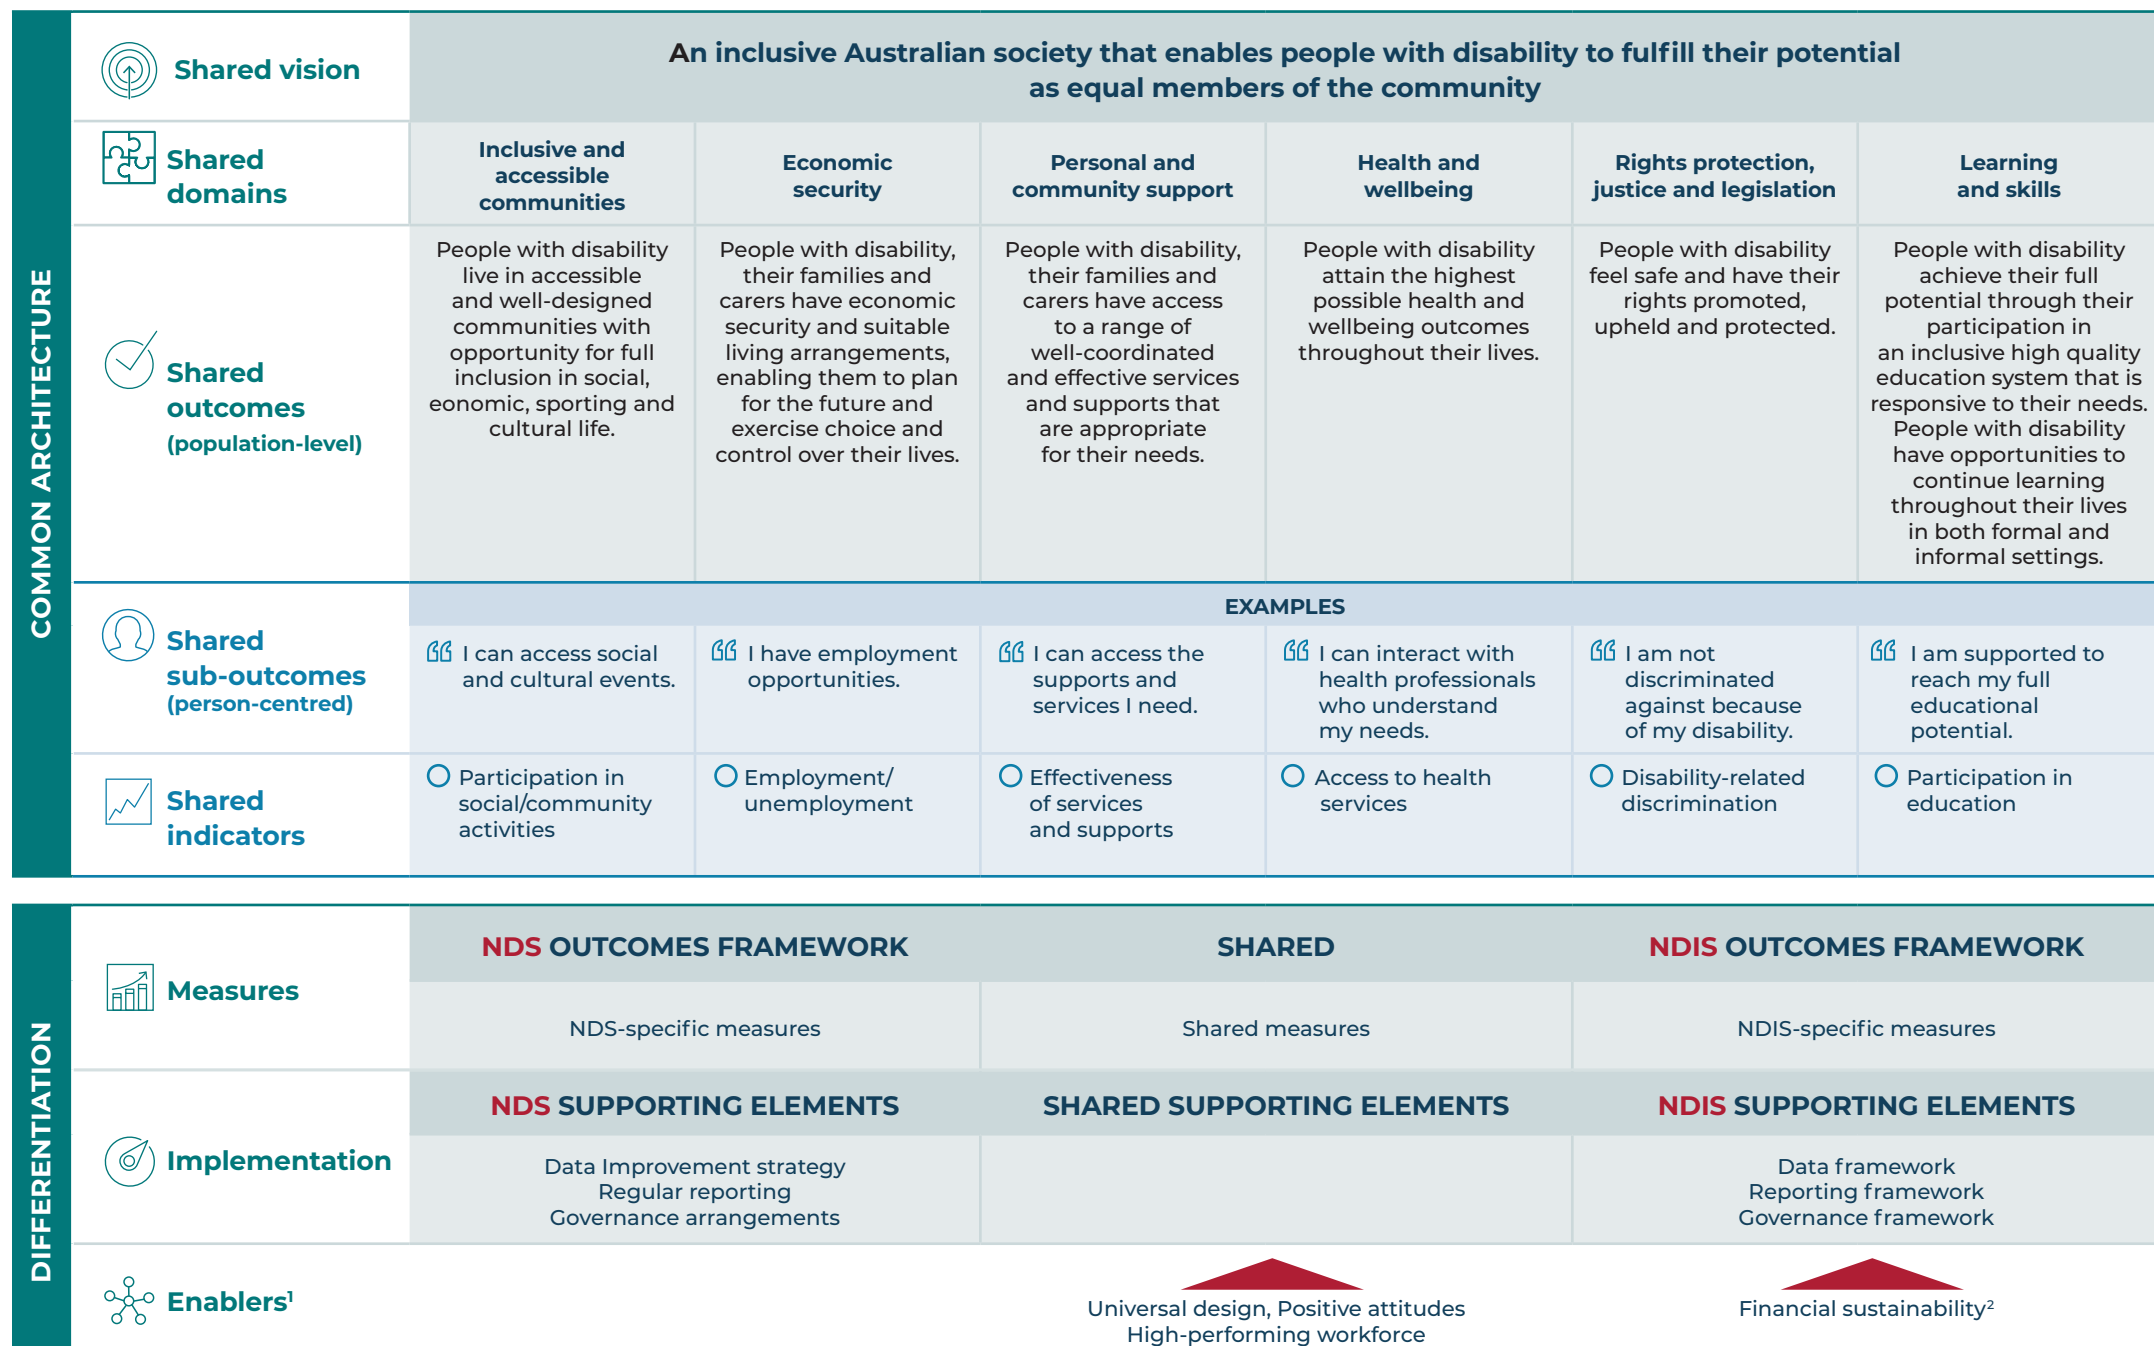 COMMON ARCHITECTURE
Shared vision
An inclusive Australian society that enables people with disability to fulfill their potential
as equal members of the community
Shared
domains
Inclusive and
accessible
communities
Economic
security
Personal and
community support
Health and
wellbeing
Rights protection,
justice and legislation
Learning
and skills
Shared
outcomes
(population-level)
People with disability
live in accessible
and well-designed
communities with
opportunity for full
inclusion in social,
eonomic, sporting and
cultural life.
People with disability,
their families and
carers have economic
security and suitable
living arrangements,
enabling them to plan
for the future and
exercise choice and
control over their lives.
People with disability,
their families and
carers have access
to a range of
well-coordinated
and effective services
and supports that
are appropriate
for their needs.
People with disability
attain the highest
possible health and
wellbeing outcomes
throughout their lives.
People with disability
feel safe and have their
rights promoted,
upheld and protected.
People with disability
achieve their full
potential through their
participation in
an inclusive high quality
education system that is
responsive to their needs.
People with disability
have opportunities to
continue learning
throughout their lives
in both formal and
informal settings.
EXAMPLES
Shared
sub-outcomes
(person-centred)
“ I can access social
and cultural events.
“ I have employment
opportunities.
“ I can access the
supports and
services I need.
“ I can interact with
health professionals
who understand
my needs.
“ I am not
discriminated
against because
of my disability.
“ I am supported to
reach my full
educational
potential.
Shared
indicators
Participation in
social/community
activities
Employment/
unemployment
Effectiveness
of services
and supports
Access to health
services
Disability-related
discrimination
Participation in
education
DIFFERENTIATION
Measures
NDS OUTCOMES FRAMEWORK
SHARED
NDIS OUTCOMES FRAMEWORK
NDS-specific measures
Shared measures
NDIS-specific measures
Implementation
NDS SUPPORTING ELEMENTS
SHARED SUPPORTING ELEMENTS
NDIS SUPPORTING ELEMENTS
Data Improvement strategy
Regular reporting
Governance arrangements
Data framework
Reporting framework
Governance framework
Enablers¹
Universal design, Positive attitudes
High-performing workforce
Financial sustainability²